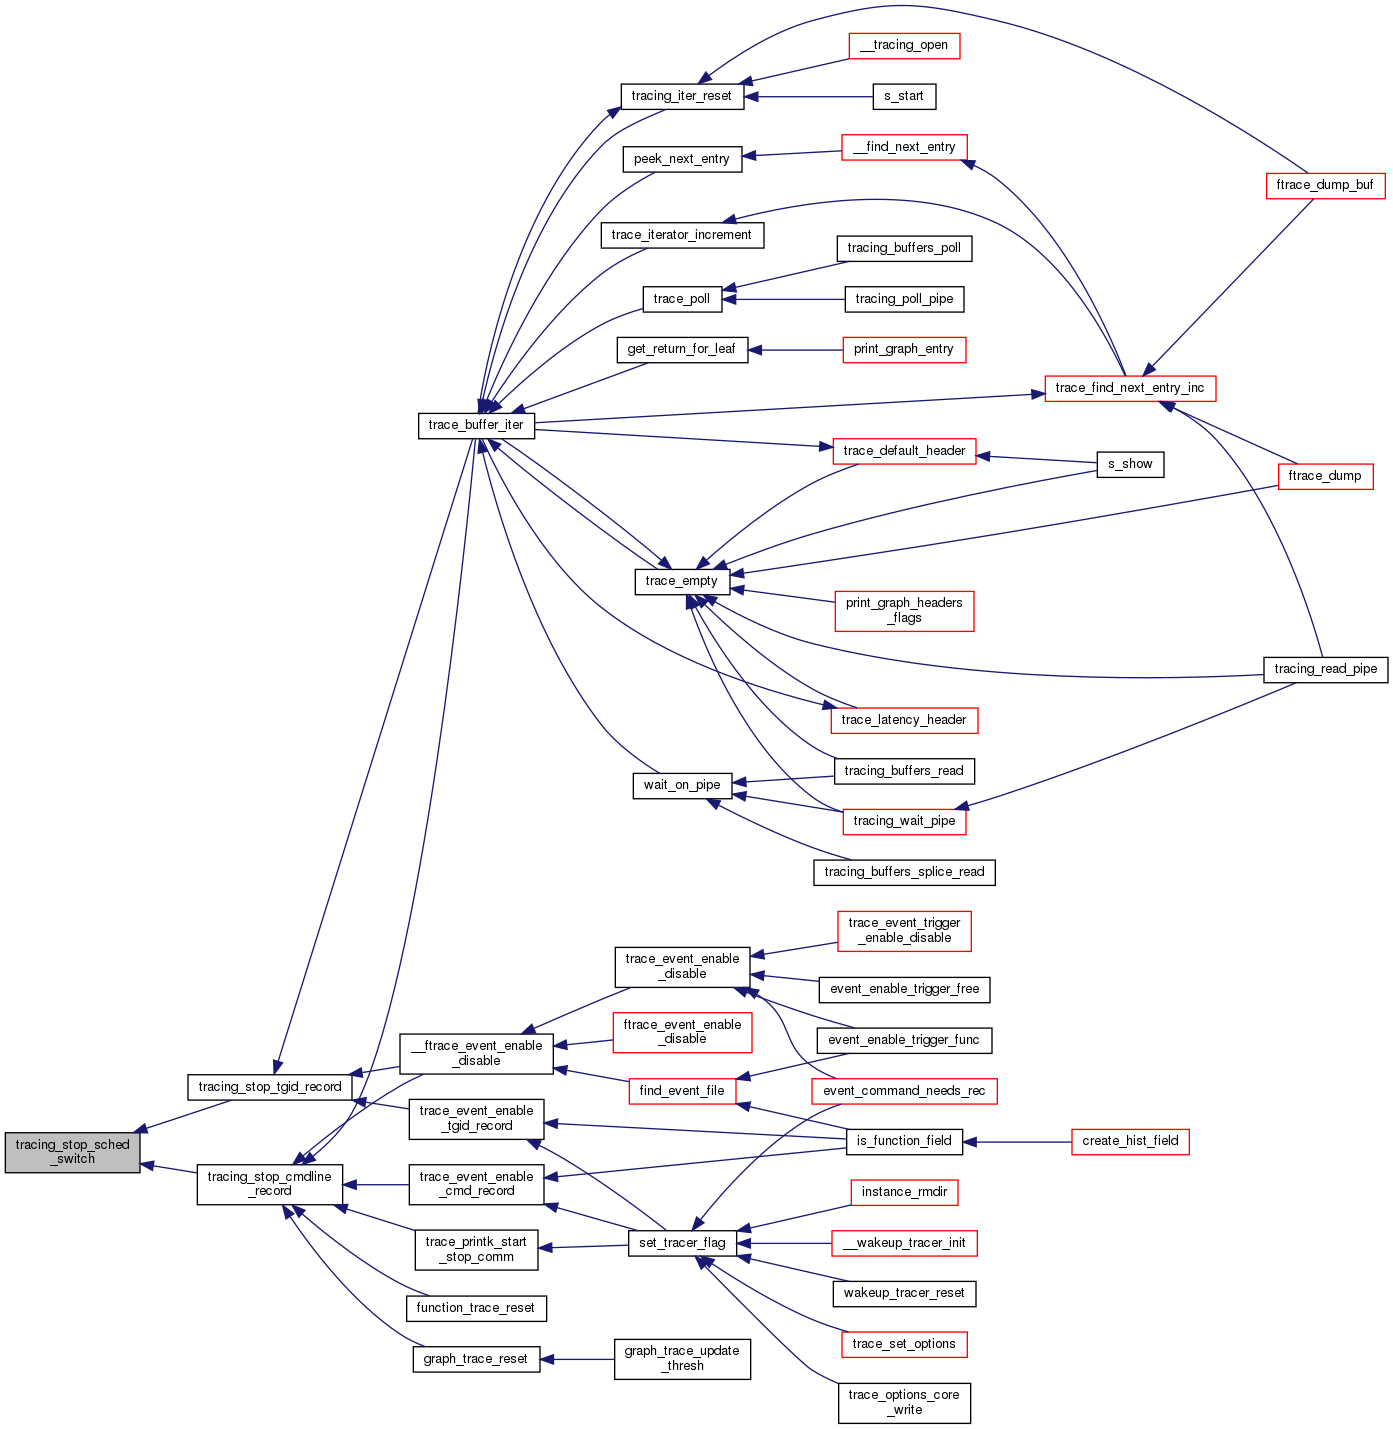 __tracing_open
tracing_iter_reset
s_start
peek_next_entry
__find_next_entry
ftrace_dump_buf
trace_iterator_increment
tracing_buffers_poll
trace_poll
tracing_poll_pipe
get_return_for_leaf
print_graph_entry
trace_find_next_entry_inc
trace_buffer_iter
trace_default_header
s_show
ftrace_dump
trace_empty
print_graph_headers
_flags
tracing_read_pipe
trace_latency_header
tracing_buffers_read
wait_on_pipe
tracing_wait_pipe
tracing_buffers_splice_read
trace_event_trigger
_enable_disable
trace_event_enable
_disable
event_enable_trigger_free
ftrace_event_enable
_disable
event_enable_trigger_func
__ftrace_event_enable
_disable
tracing_stop_tgid_record
find_event_file
event_command_needs_rec
trace_event_enable
_tgid_record
tracing_stop_sched
_switch
is_function_field
create_hist_field
tracing_stop_cmdline
_record
trace_event_enable
_cmd_record
instance_rmdir
trace_printk_start
_stop_comm
set_tracer_flag
__wakeup_tracer_init
wakeup_tracer_reset
function_trace_reset
trace_set_options
graph_trace_reset
graph_trace_update
_thresh
trace_options_core
_write